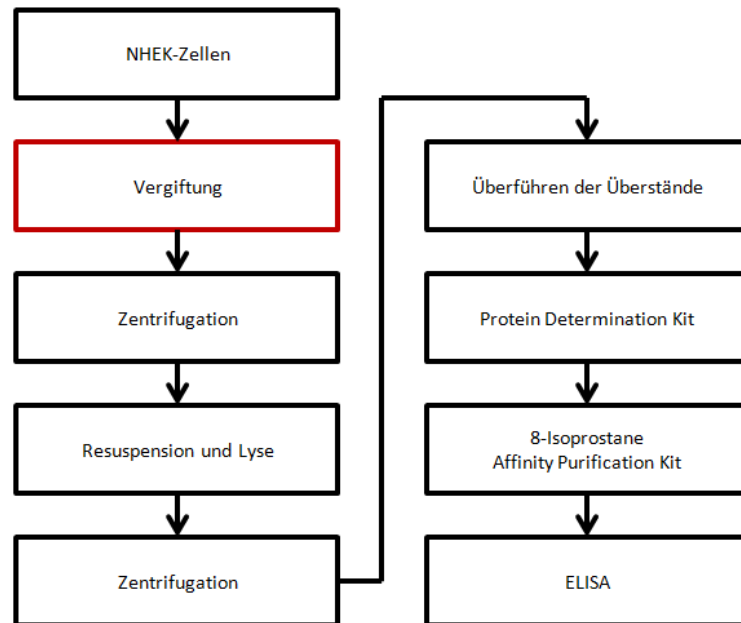 NHEK-Zellen
Vergiftung
Zentrifugation
Resuspension und Lyse
Zentrifugation
Überführen der Überstände
Protein Determination Kit
8-Isoprostane
Affinity Purification Kit
ELISA